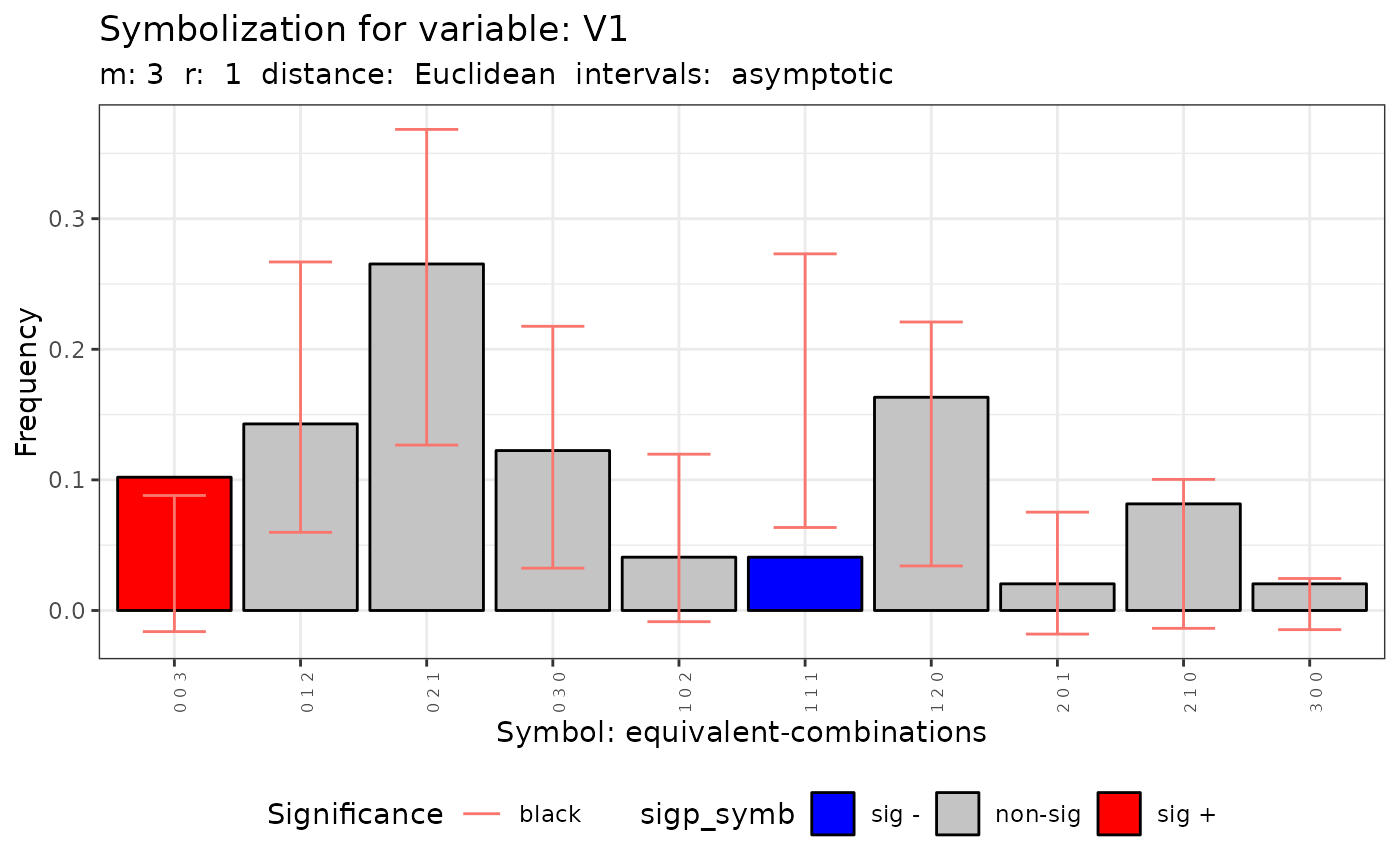 Symbolization for variable: V1
m: 3  r:  1  distance:  Euclidean  intervals:  asymptotic
Frequency
0.3
0.2
0.1
0.0
0 0 3
0 1 2
0 2 1
0 3 0
1 0 2
1 1 1
1 2 0
2 0 1
2 1 0
3 0 0
Symbol: equivalent-combinations
Significance black sigp_symb sig - non-sig sig +